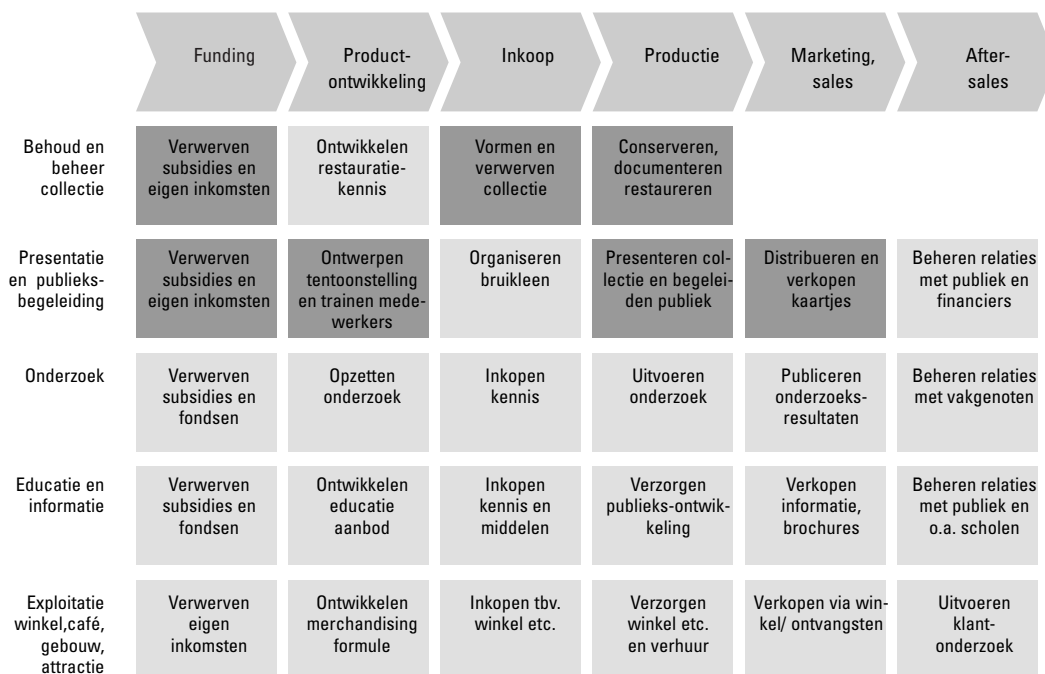 Funding
Product-
ontwikkeling
Inkoop
Productie
Marketing,
sales
After-
sales
Behoud en
beheer
collectie
Verwerven
subsidies en
eigen inkomsten
Ontwikkelen
restauratie-
kennis
Vormen en
verwerven
collectie
Conserveren,
documenteren
restaureren
Presentatie
en publieks-
begeleiding
Verwerven
subsidies en
eigen inkomsten
Ontwerpen
tentoonstelling
en trainen mede-
werkers
Organiseren
bruikleen
Presenteren col-
lectie en begelei-
den publiek
Distribueren en
verkopen
kaartjes
Beheren relaties
met publiek en
financiers
Onderzoek
Verwerven
subsidies en
fondsen
Opzetten
onderzoek
Inkopen
kennis
Uitvoeren
onderzoek
Publiceren
onderzoeks-
resultaten
Beheren relaties
met vakgenoten
Educatie en
informatie
Verwerven
subsidies en
fondsen
Ontwikkelen
educatie
aanbod
Inkopen
kennis en
middelen
Verzorgen
publieks-ontwik-
keling
Verkopen
informatie,
brochures
Beheren relaties
met publiek en
o.a. scholen
Exploitatie
winkel,café,
gebouw,
attractie
Verwerven
eigen
inkomsten
Ontwikkelen
merchandising
formule
Inkopen tbv.
winkel etc.
Verzorgen
winkel etc.
en verhuur
Verkopen via win-
kel/ ontvangsten
Uitvoeren
klant-
onderzoek